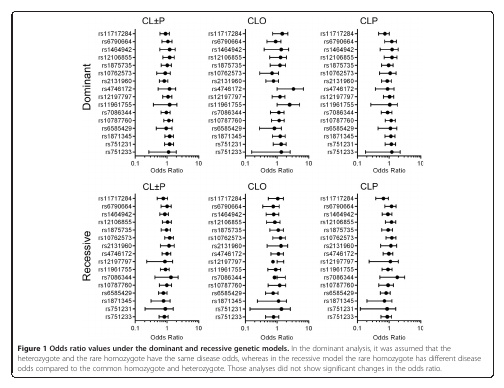 CL±P
CLO
CLP
Dominant
rs11717284
rs6790664
rs1464942
rs12106855
rs1875735
rs10762573
rs2131960
rs4746172
rs12197797
rs11961755
rs7086344
rs10787760
rs6585429
rs1871345
rs751231
rs751233
0.1 1 10
Odds Ratio
rs11717284
rs6790664
rs1464942
rs12106855
rs1875735
rs10762573
rs2131960
rs4746172
rs12197797
rs11961755
rs7086344
rs10787760
rs6585429
rs1871345
rs751231
rs751233
0.1 1 10
Odds Ratio
rs11717284
rs6790664
rs1464942
rs12106855
rs1875735
rs10762573
rs2131960
rs4746172
rs12197797
rs11961755
rs7086344
rs10787760
rs6585429
rs1871345
rs751231
rs751233
0.1 1
Odds Ratio
CL±P
CLO
CLP
Recessive
rs11717284
rs6790664
rs1464942
rs12106855
rs1875735
rs10762573
rs2131960
rs4746172
rs12197797
rs11961755
rs7086344
rs10787760
rs6585429
rs1871345
rs751231
rs751233
0.1 1 10
Odds Ratio
rs11717284
rs6790664
rs1464942
rs12106855
rs1875735
rs10762573
rs2131960
rs4746172
rs12197797
rs11961755
rs7086344
rs10787760
rs6585429
rs1871345
rs751231
rs751233
0.1 1 10
Odds Ratio
rs11717284
rs6790664
rs1464942
rs12106855
rs1875735
rs10762573
rs2131960
rs4746172
rs12197797
rs11961755
rs7086344
rs10787760
rs6585429
rs1871345
rs751231
rs751233
0.1 1
Odds Ratio
Figure 1 Odds ratio values under the dominant and recessive genetic models. In the dominant analysis, it was assumed that the
heterozygote and the rare homozygote have the same disease odds, whereas in the recessive model the rare homozygote has different disease
odds compared to the common homozygote and heterozygote. Those analyses did not show significant changes in the odds ratio.